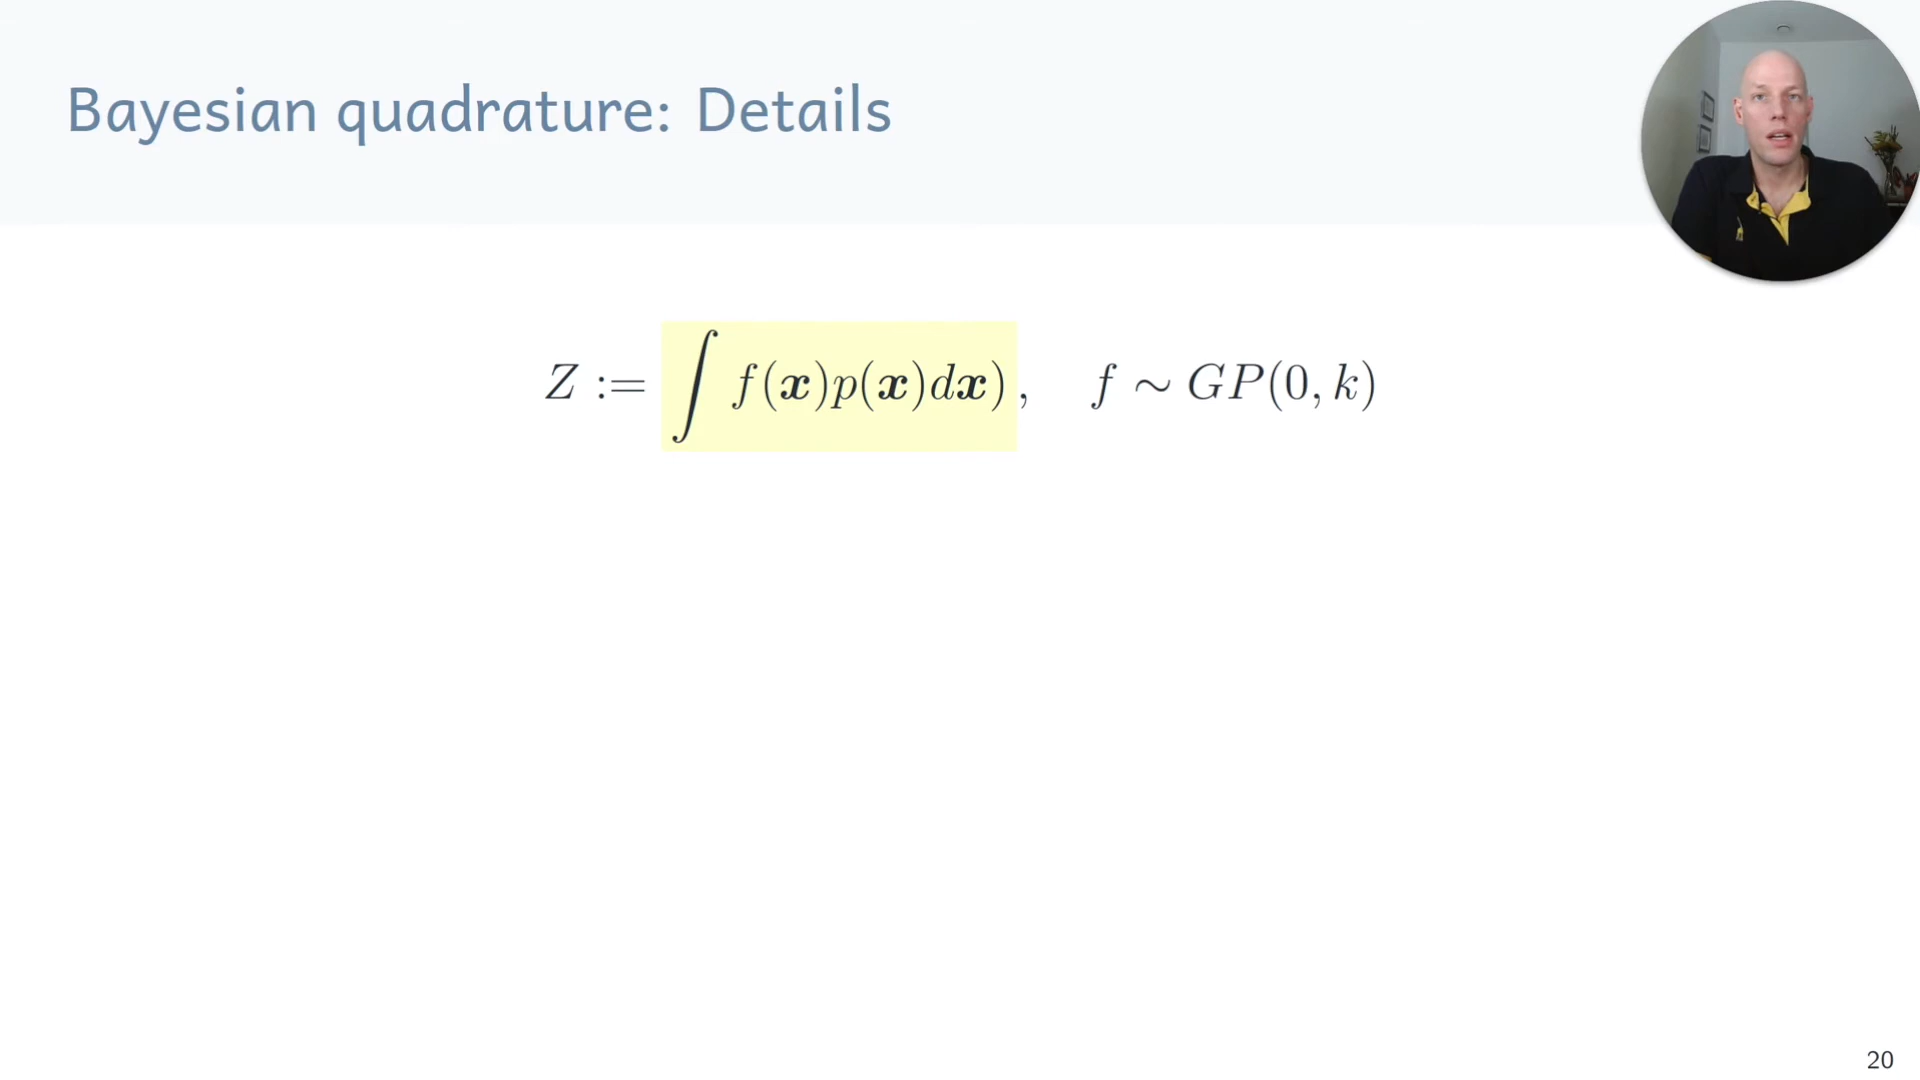 Bayesian quadrature: Details
Z := ∫ f(𝒙)p(𝒙)d𝒙) , f ∼ GP(0, k)
20